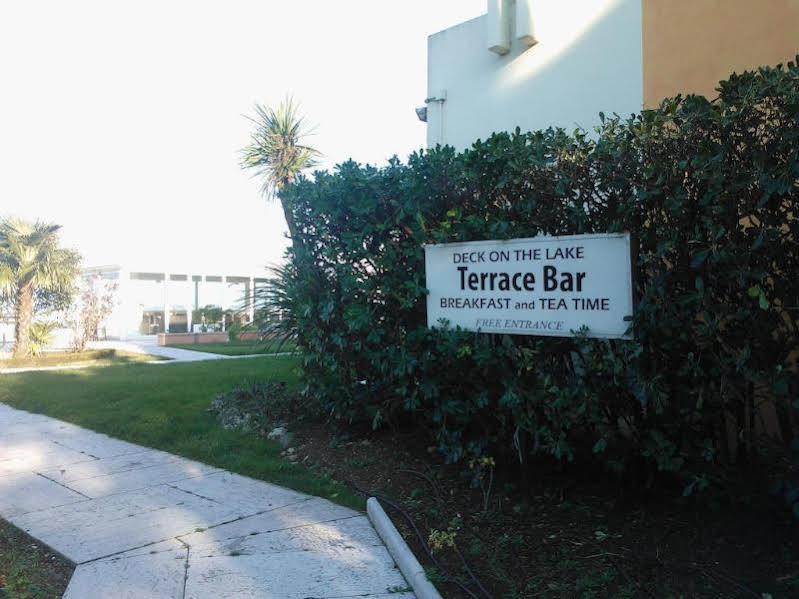 DECK ON THE LAKE
Terrace Bar
BREAKFAST and TEA TIME
FREE ENTRANCE